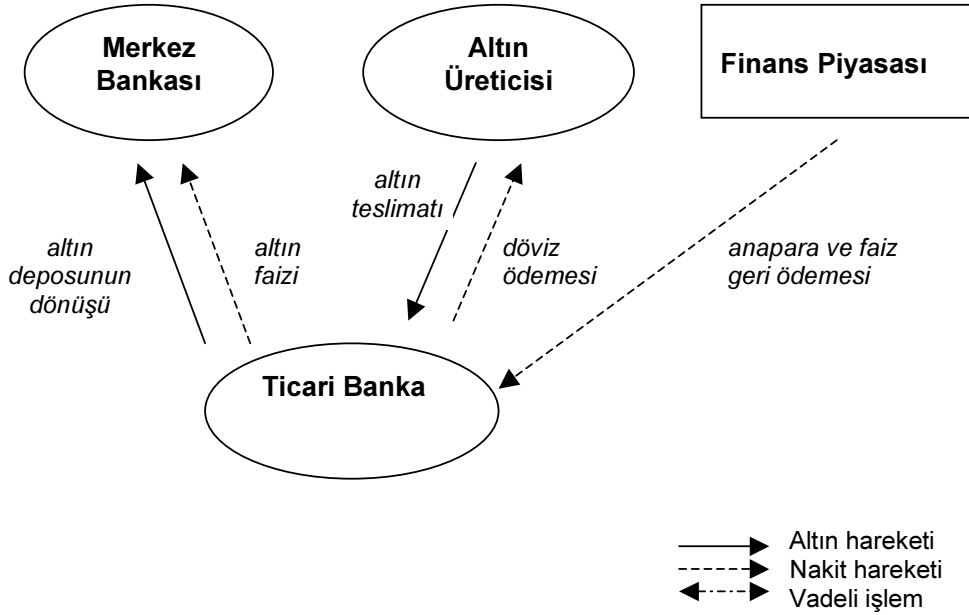 Merkez
Bankası
Altın
Üreticisi
Finans Piyasası
altın
teslimatı
altın
deposunun
dönüşü
altın
faizi
döviz
ödemesi
anapara ve faiz
geri ödemesi
Ticari Banka
Altın hareketi
Nakit hareketi
Vadeli işlem